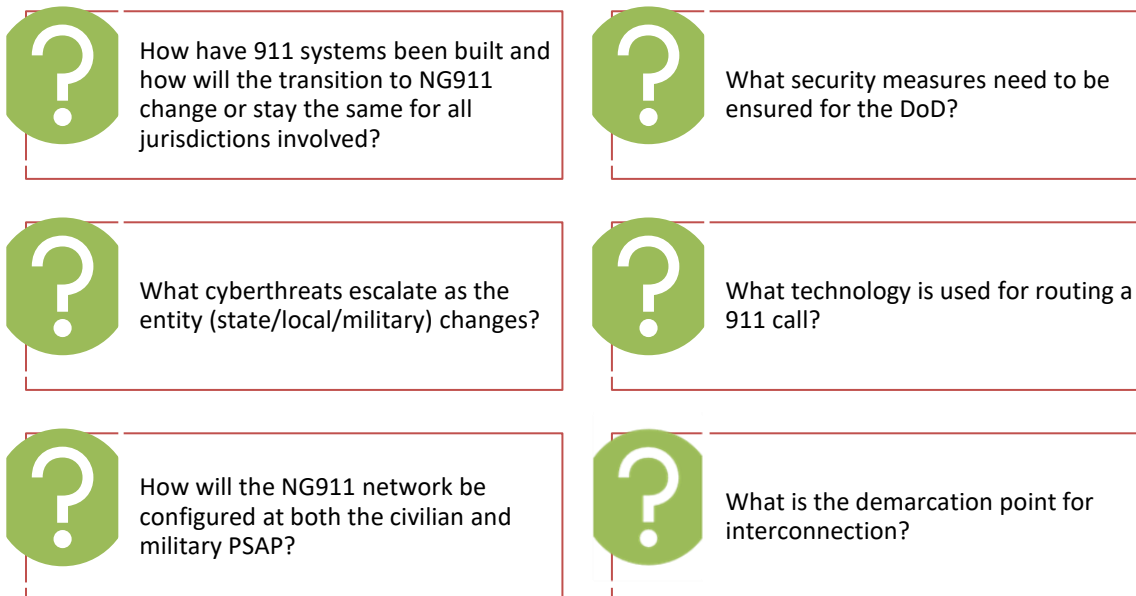 How have 911 systems been built and
how will the transition to NG911
change or stay the same for all
jurisdictions involved?
What security measures need to be
ensured for the DoD?
What cyberthreats escalate as the
entity (state/local/military) changes?
What technology is used for routing a
911 call?
How will the NG911 network be
configured at both the civilian and
military PSAP?
What is the demarcation point for
interconnection?